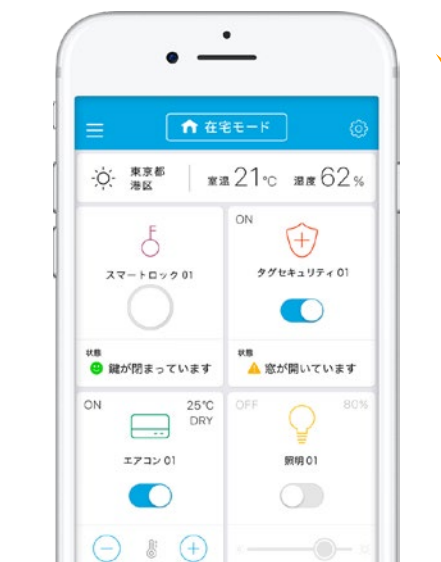 在宅モード
東京都
港区
室温 21℃ 湿度 62%
ON
スマートロック 01
タグセキュリティ 01
状態
鍵が閉まっています
状態
窓が開いています
ON 25℃
DRY
エアコン 01
OFF 80%
照明 01